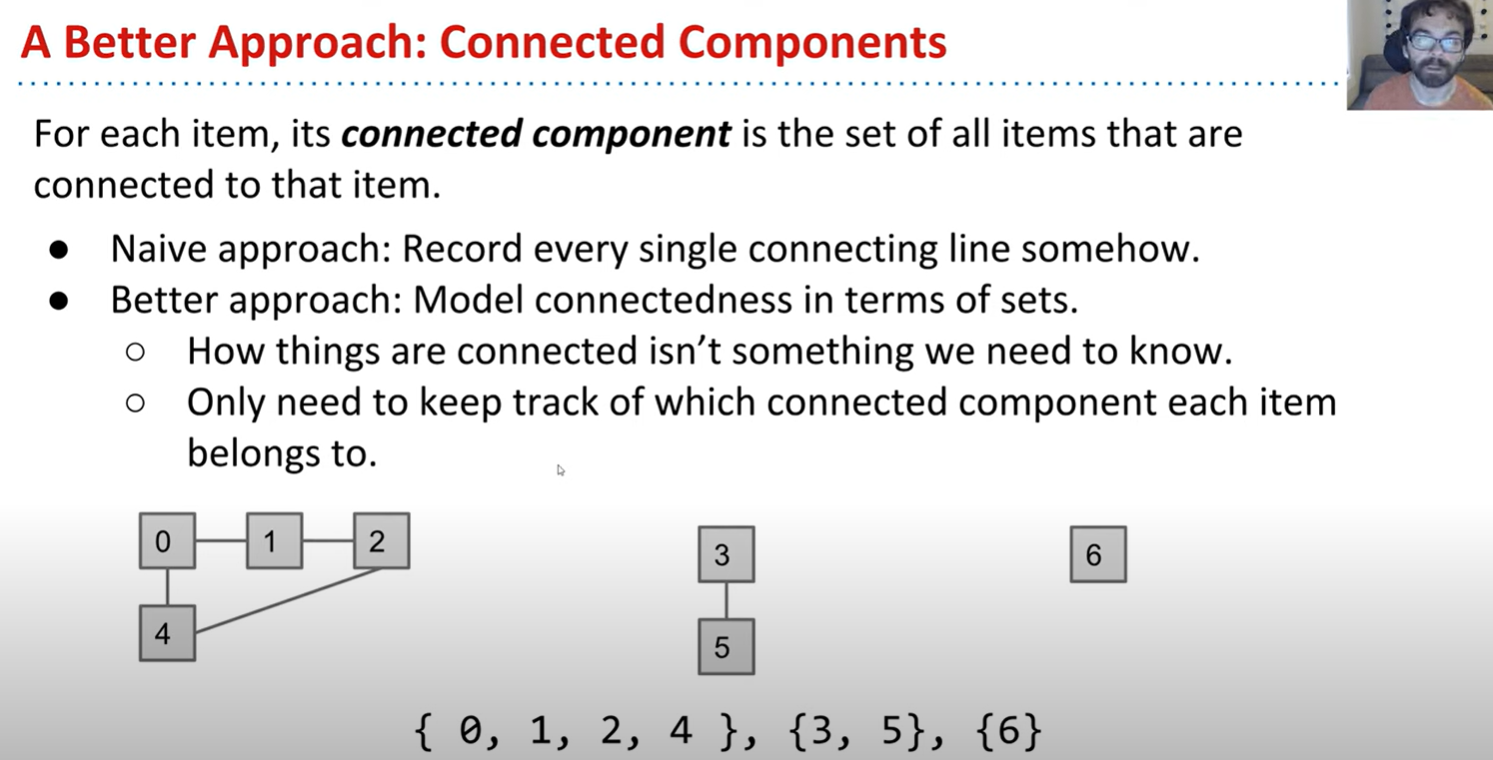 A Better Approach: Connected Components
For each item, its connected component is the set of all items that are
connected to that item.
● Naive approach: Record every single connecting line somehow.
● Better approach: Model connectedness in terms of sets.
○ How things are connected isn’t something we need to know.
○ Only need to keep track of which connected component each item
belongs to.
0 1 2
3
6
4
5
{ 0, 1, 2, 4 }, {3, 5}, {6}